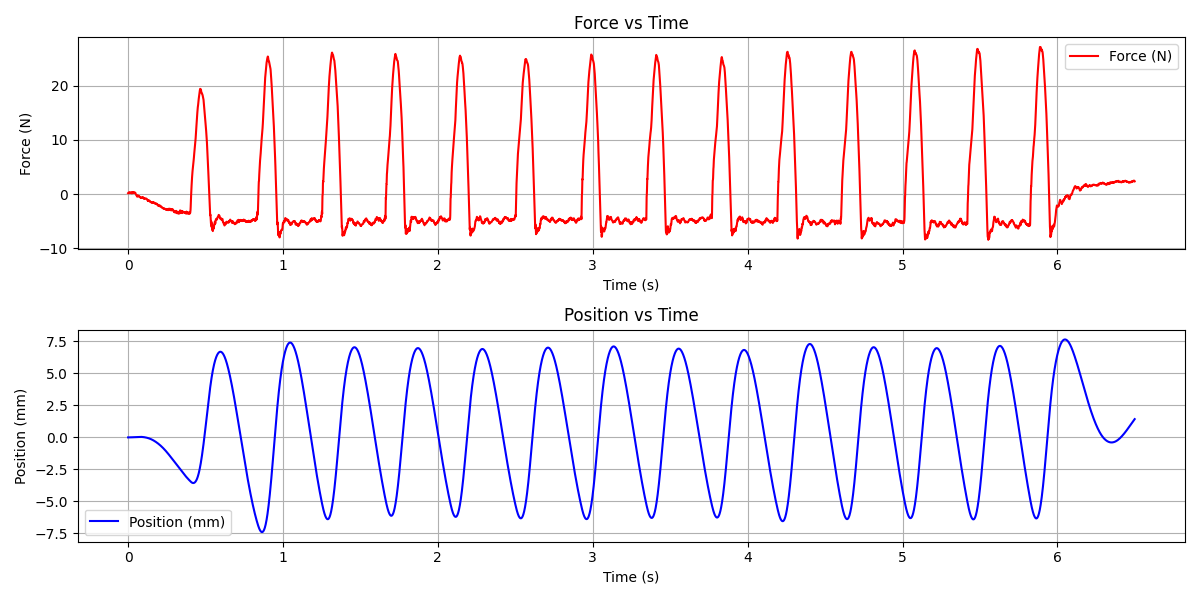 Force vs Time
Force (N)
20
10
0
−10
Force (N)
0 1 2 3 4 5 6
Time (s)
Position vs Time
Position (mm)
7.5
5.0
2.5
0.0
−2.5
−5.0
−7.5
Position (mm)
0 1 2 3 4 5 6
Time (s)